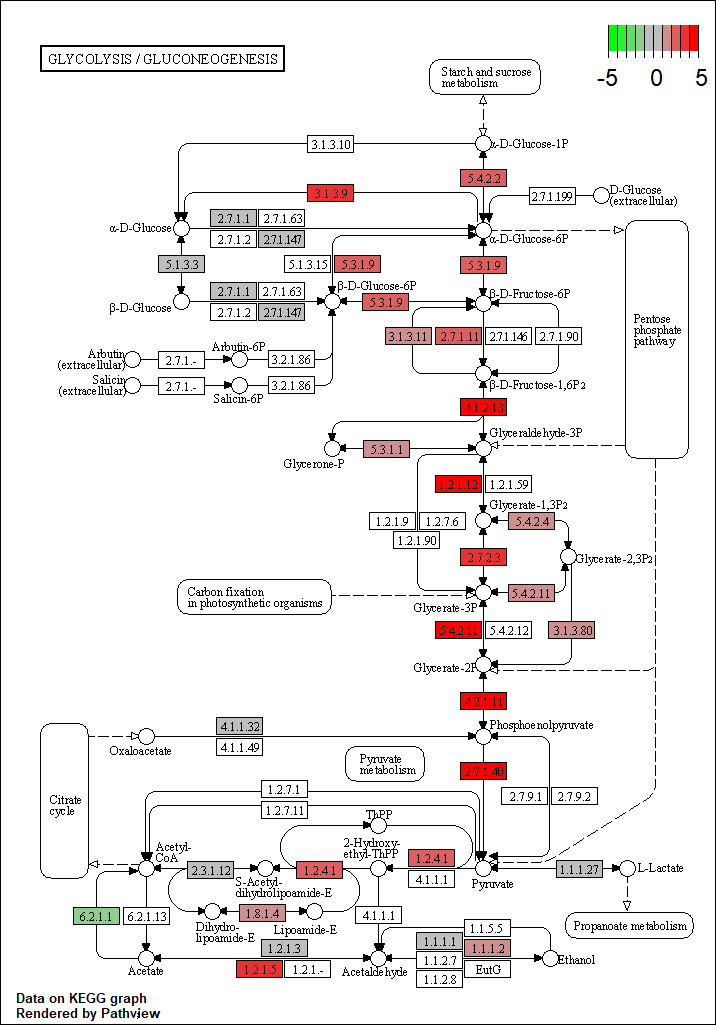 GLYCOLYSIS / GLUCONEOGENESIS
-5 0 5
Starch and sucrose
metabolism
3.1.3.10
α-D-Glucose-1P
5.4.2.2
3.1.3.9
2.7.1.199
D-Glucose
(extracellular)
2.7.1.1 2.7.1.63
α-D-Glucose
2.7.1.2 2.7.1.147
α-D-Glucose-6P
5.1.3.3
5.1.3.15 5.3.1.9
5.3.1.9
2.7.1.1 2.7.1.63
β-D-Glucose
2.7.1.2 2.7.1.147
β-D-Glucose-6P
5.3.1.9
β-D-Fructose-6P
Pentose
phosphate
pathway
3.1.3.11 2.7.1.11 2.7.1.146 2.7.1.90
Arbutin
(extracellular)
2.7.1.-
Arbutin-6P
3.2.1.86
Salicin
(extracellular)
2.7.1.-
Salicin-6P
3.2.1.86
β-D-Fructose-1,6P2
4.1.2.13
Glyceraldehyde-3P
5.3.1.1
Glycerone-P
1.2.1.12 1.2.1.59
Glycerate-1,3P2
1.2.1.9 1.2.7.6
1.2.1.90
5.4.2.4
2.7.2.3
Glycerate-2,3P2
Carbon fixation
in photosynthetic organisms
5.4.2.11
Glycerate-3P
5.4.2.11 5.4.2.12
3.1.3.80
Glycerate-2P
4.2.1.11
4.1.1.32
Oxaloacetate
4.1.1.49
Phosphoenolpyruvate
Pyruvate
metabolism
2.7.1.40
Citrate
cycle
1.2.7.1
1.2.7.11
2.7.9.1 2.7.9.2
ThPP
Acetyl-
CoA
2.3.1.12
S-Acetyl-
dihydrolipoamide-E
1.2.4.1
2-Hydroxy-
ethyl-ThPP
1.2.4.1
4.1.1.1
Pyruvate
1.1.1.27
L-Lactate
6.2.1.1 6.2.1.13
Dihydro-
lipoamide-E
1.8.1.4
Lipoamide-E
4.1.1.1
Propanoate metabolism
1.2.1.3
Acetate
1.2.1.5 1.2.1.-
Acetaldehyde
1.1.5.5
1.1.1.1 1.1.1.2
1.1.2.7 EutG
1.1.2.8
Ethanol
Data on KEGG graph
Rendered by Pathview